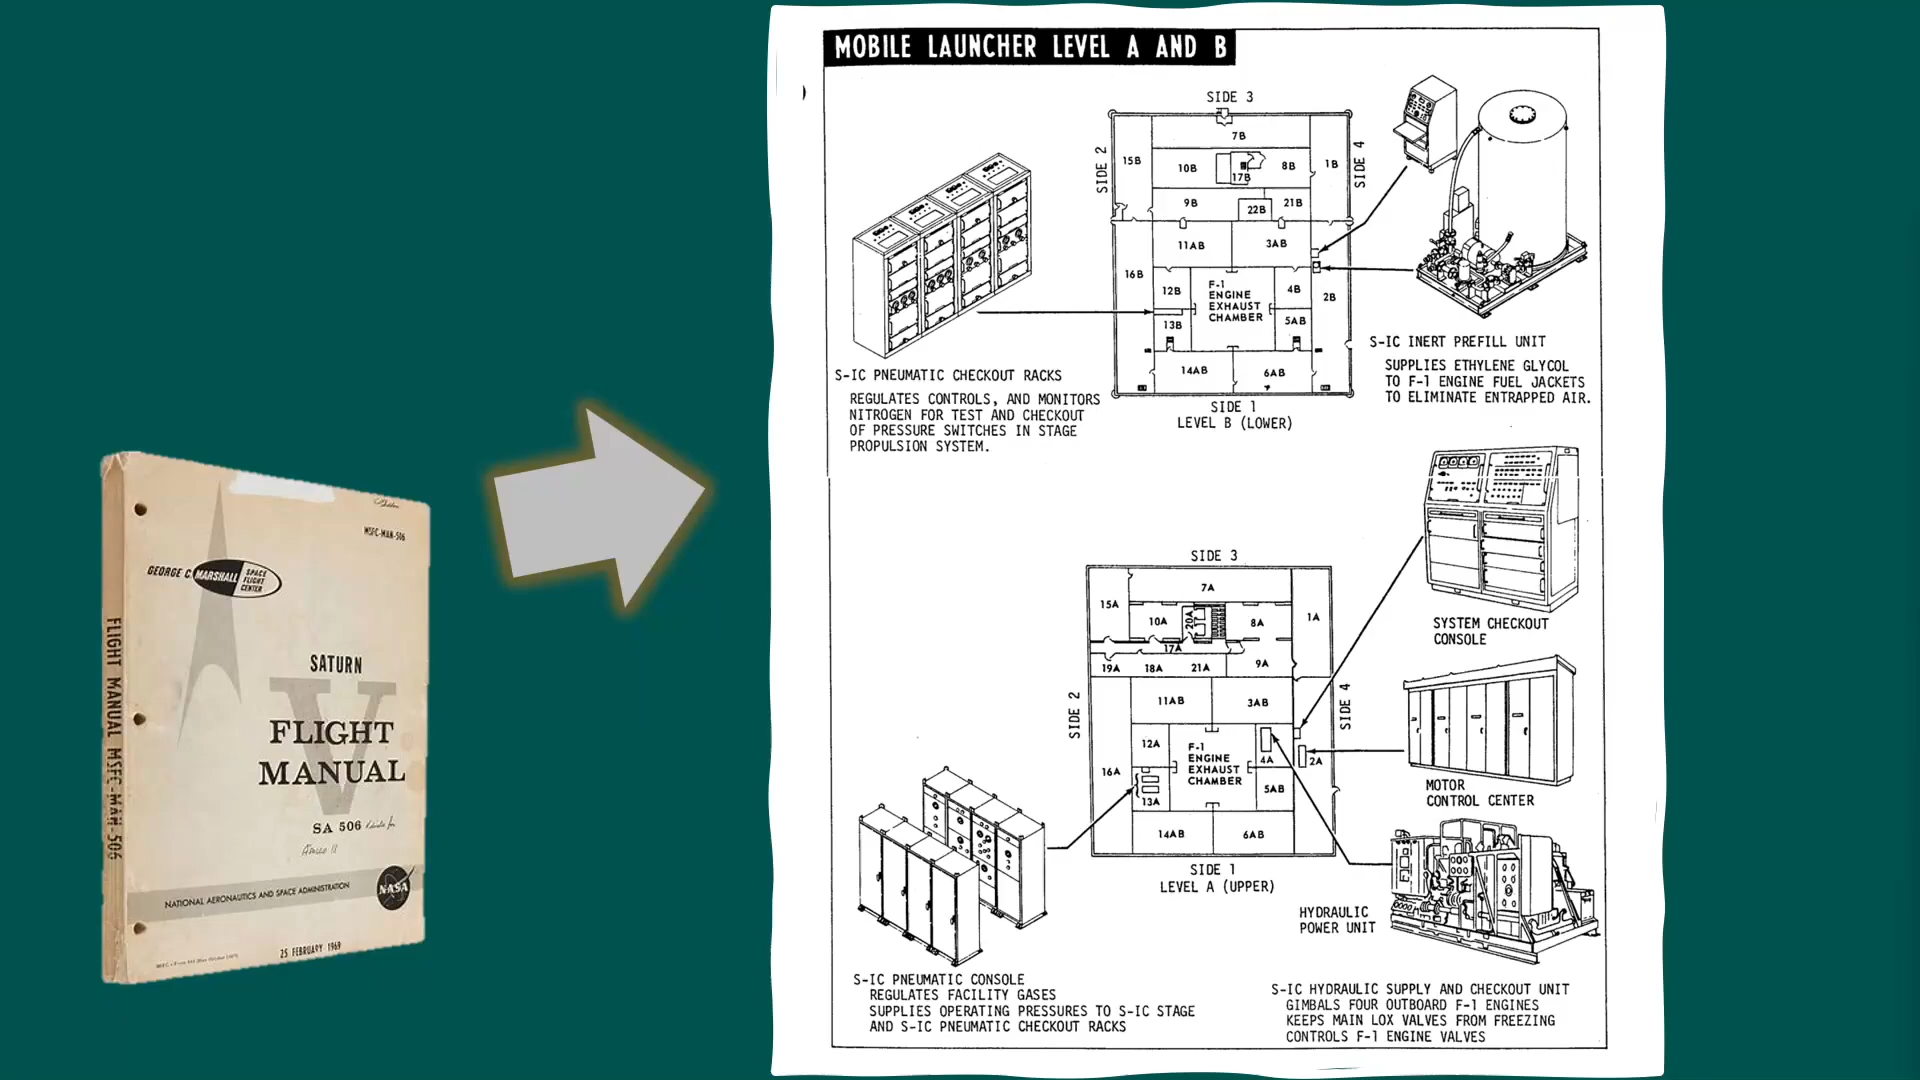 MSFC-MAN-506
GEORGE C. MARSHALL SPACE FLIGHT CENTER
SATURN
V
FLIGHT
MANUAL
SA 506
NATIONAL AERONAUTICS AND SPACE ADMINISTRATION
NASA
25 FEBRUARY 1969
FLIGHT MANUAL MSFC-MAN-506
MOBILE LAUNCHER LEVEL A AND B
SIDE 3
SIDE 2
SIDE 4
7B
15B
10B
17B
8B
1B
9B
22B
21B
11AB
3AB
16B
12B
F-1
ENGINE
EXHAUST
CHAMBER
4B
2B
13B
5AB
14AB
6AB
SIDE 1
LEVEL B (LOWER)
S-IC PNEUMATIC CHECKOUT RACKS
REGULATES CONTROLS, AND MONITORS
NITROGEN FOR TEST AND CHECKOUT
OF PRESSURE SWITCHES IN STAGE
PROPULSION SYSTEM.
S-IC INERT PREFILL UNIT
SUPPLIES ETHYLENE GLYCOL
TO F-1 ENGINE FUEL JACKETS
TO ELIMINATE ENTRAPPED AIR.
SIDE 3
SIDE 2
SIDE 4
7A
15A
10A
20A
8A
1A
17A
19A
18A
21A
9A
11AB
3AB
12A
F-1
ENGINE
EXHAUST
CHAMBER
4A
2A
16A
13A
5AB
14AB
6AB
SIDE 1
LEVEL A (UPPER)
SYSTEM CHECKOUT
CONSOLE
MOTOR
CONTROL CENTER
HYDRAULIC
POWER UNIT
S-IC PNEUMATIC CONSOLE
REGULATES FACILITY GASES
SUPPLIES OPERATING PRESSURES TO S-IC STAGE
AND S-IC PNEUMATIC CHECKOUT RACKS
S-IC HYDRAULIC SUPPLY AND CHECKOUT UNIT
GIMBALS FOUR OUTBOARD F-1 ENGINES
KEEPS MAIN LOX VALVES FROM FREEZING
CONTROLS F-1 ENGINE VALVES